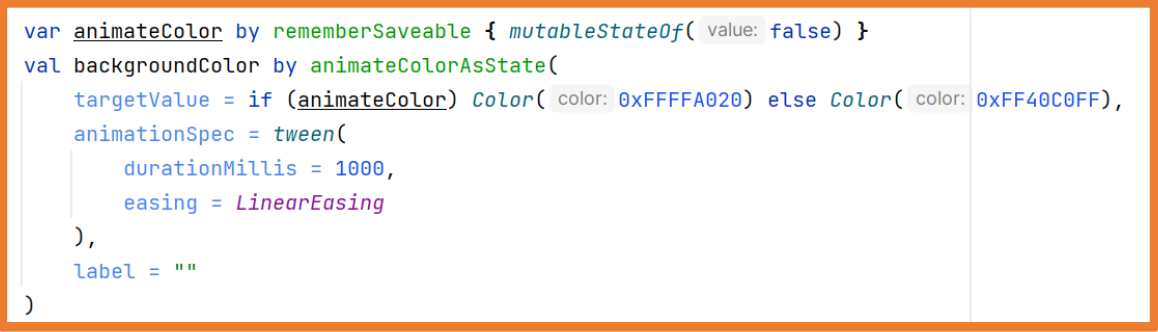 var animateColor by rememberSaveable { mutableStateOf( value: false) }
val backgroundColor by animateColorAsState(
    targetValue = if (animateColor) Color( color: 0xFFFFA020) else Color( color: 0xFF40C0FF),
    animationSpec = tween(
        durationMillis = 1000,
        easing = LinearEasing
    ),
    label = ""
)